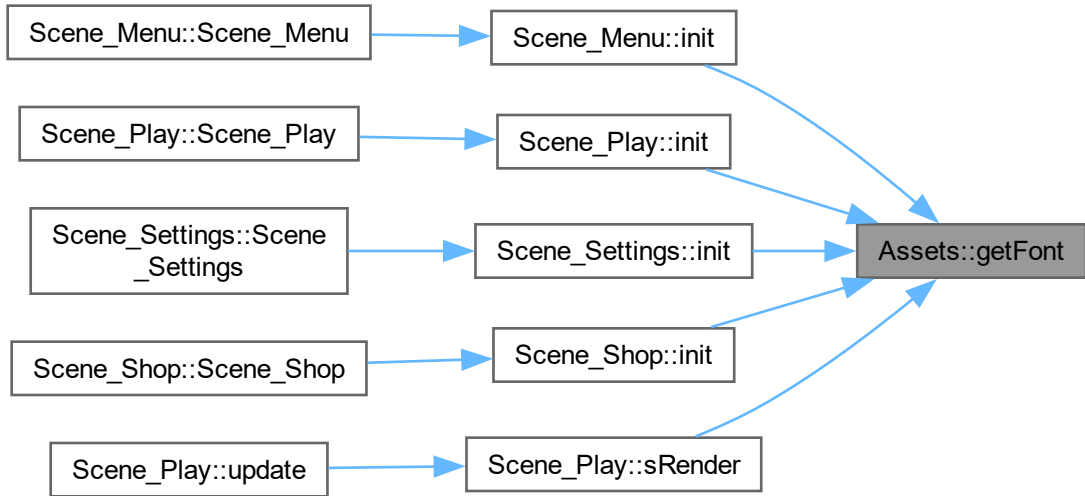 Scene_Menu::Scene_Menu
Scene_Menu::init
Scene_Play::Scene_Play
Scene_Play::init
Scene_Settings::Scene
_Settings
Scene_Settings::init
Assets::getFont
Scene_Shop::Scene_Shop
Scene_Shop::init
Scene_Play::update
Scene_Play::sRender